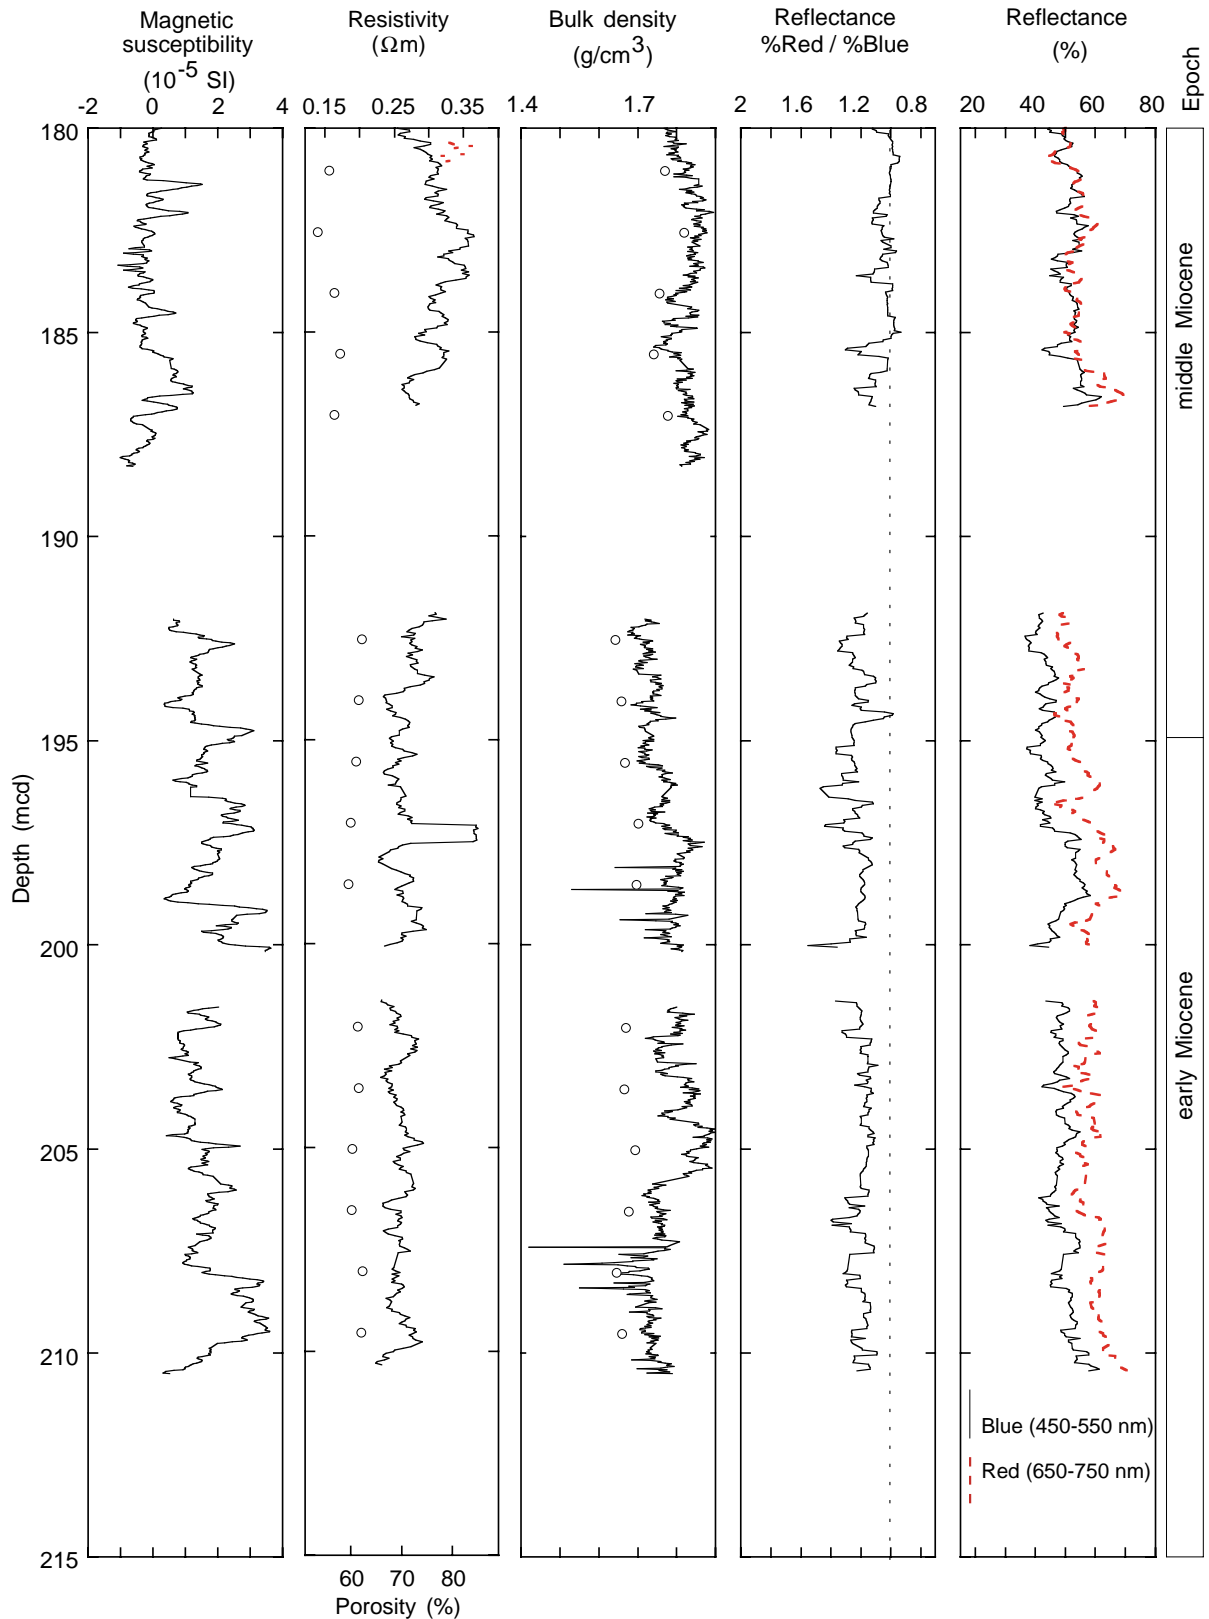 Magnetic
susceptibility
(10-5 SI)
Resistivity
(Ωm)
Bulk density
(g/cm3)
Reflectance
%Red / %Blue
Reflectance
(%)
Epoch
-2 0 2 4
0.15 0.25 0.35
1.4 1.7
2 1.6 1.2 0.8
20 40 60 80
180
185
190
195
200
205
210
215
Depth (mcd)
middle Miocene
early Miocene
Blue (450-550 nm)
Red (650-750 nm)
60 70 80
Porosity (%)